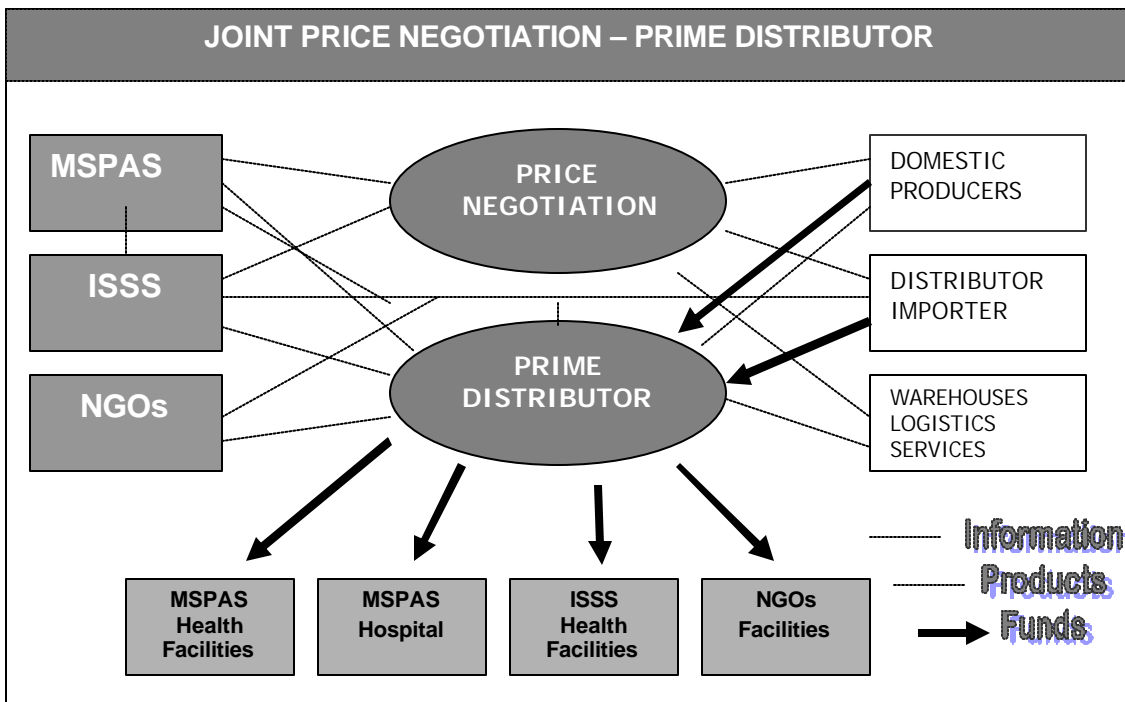 JOINT PRICE NEGOTIATION – PRIME DISTRIBUTOR
MSPAS
ISSS
NGOs
PRICE
NEGOTIATION
PRIME
DISTRIBUTOR
DOMESTIC
PRODUCERS
DISTRIBUTOR
IMPORTER
WAREHOUSES
LOGISTICS
SERVICES
MSPAS
Health
Facilities
MSPAS
Hospital
ISSS
Health
Facilities
NGOs
Facilities
Information
Products
Funds